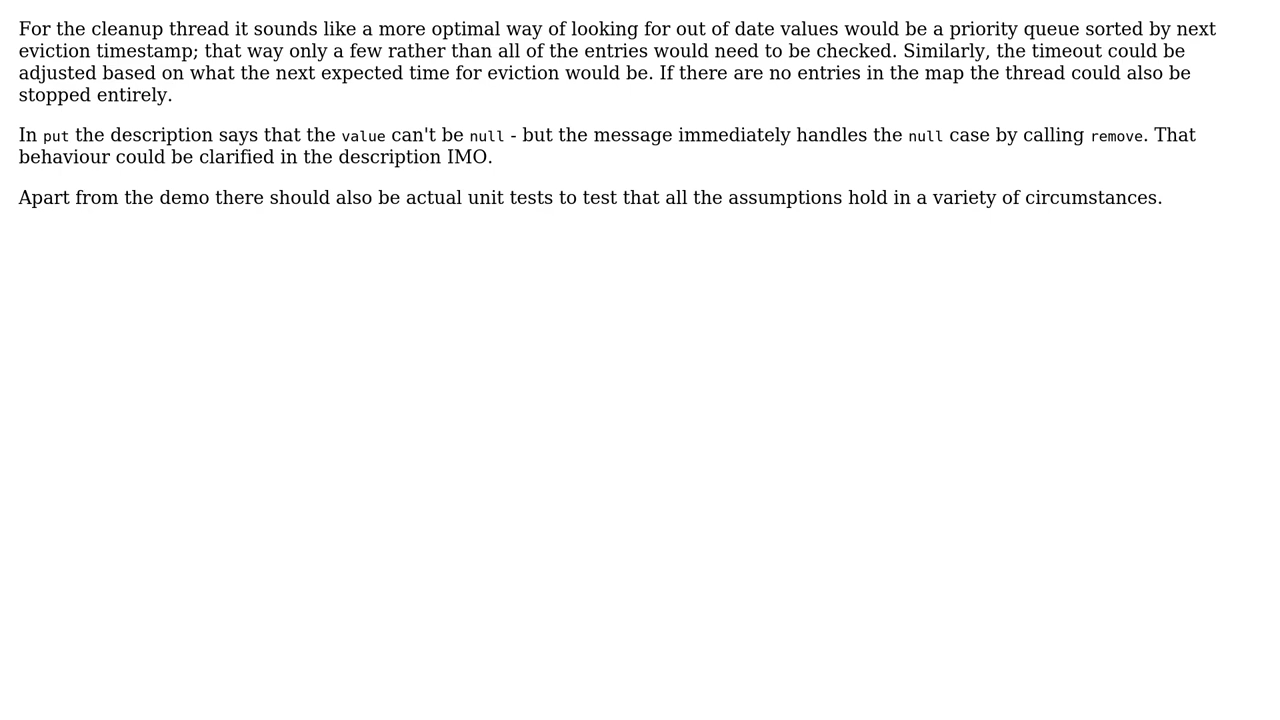 For the cleanup thread it sounds like a more optimal way of looking for out of date values would be a priority queue sorted by next
eviction timestamp; that way only a few rather than all of the entries would need to be checked. Similarly, the timeout could be
adjusted based on what the next expected time for eviction would be. If there are no entries in the map the thread could also be
stopped entirely.
In put the description says that the value can't be null - but the message immediately handles the null case by calling remove. That
behaviour could be clarified in the description IMO.
Apart from the demo there should also be actual unit tests to test that all the assumptions hold in a variety of circumstances.